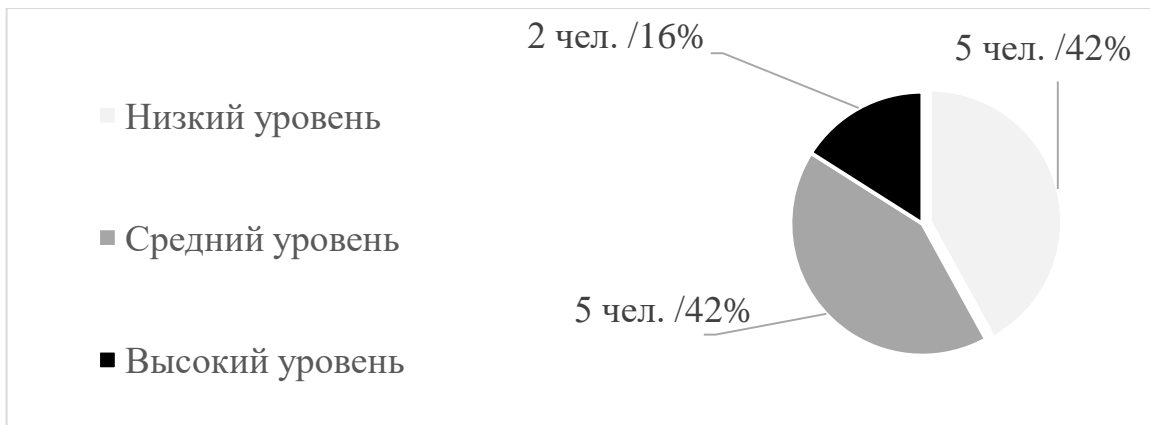 2 чел. /16%
5 чел. /42%
Низкий уровень
Средний уровень
5 чел. /42%
Высокий уровень